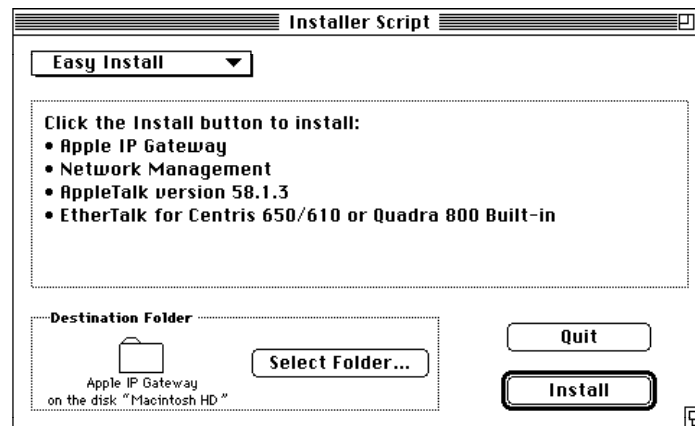 Installer Script
Easy Install
Click the Install button to install:
• Apple IP Gateway
• Network Management
• AppleTalk version 58.1.3
• EtherTalk for Centris 650/610 or Quadra 800 Built-in
Destination Folder
Apple IP Gateway
on the disk “Macintosh HD”
Select Folder...
Quit
Install